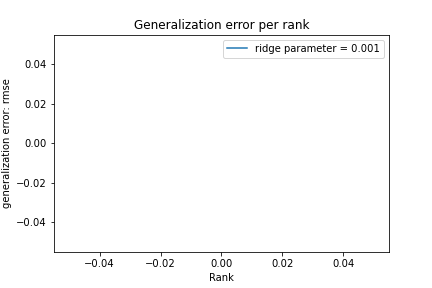 Generalization error per rank
ridge parameter = 0.001
generalization error: rmse
0.04
0.02
0.00
−0.02
−0.04
−0.04 −0.02 0.00 0.02 0.04
Rank